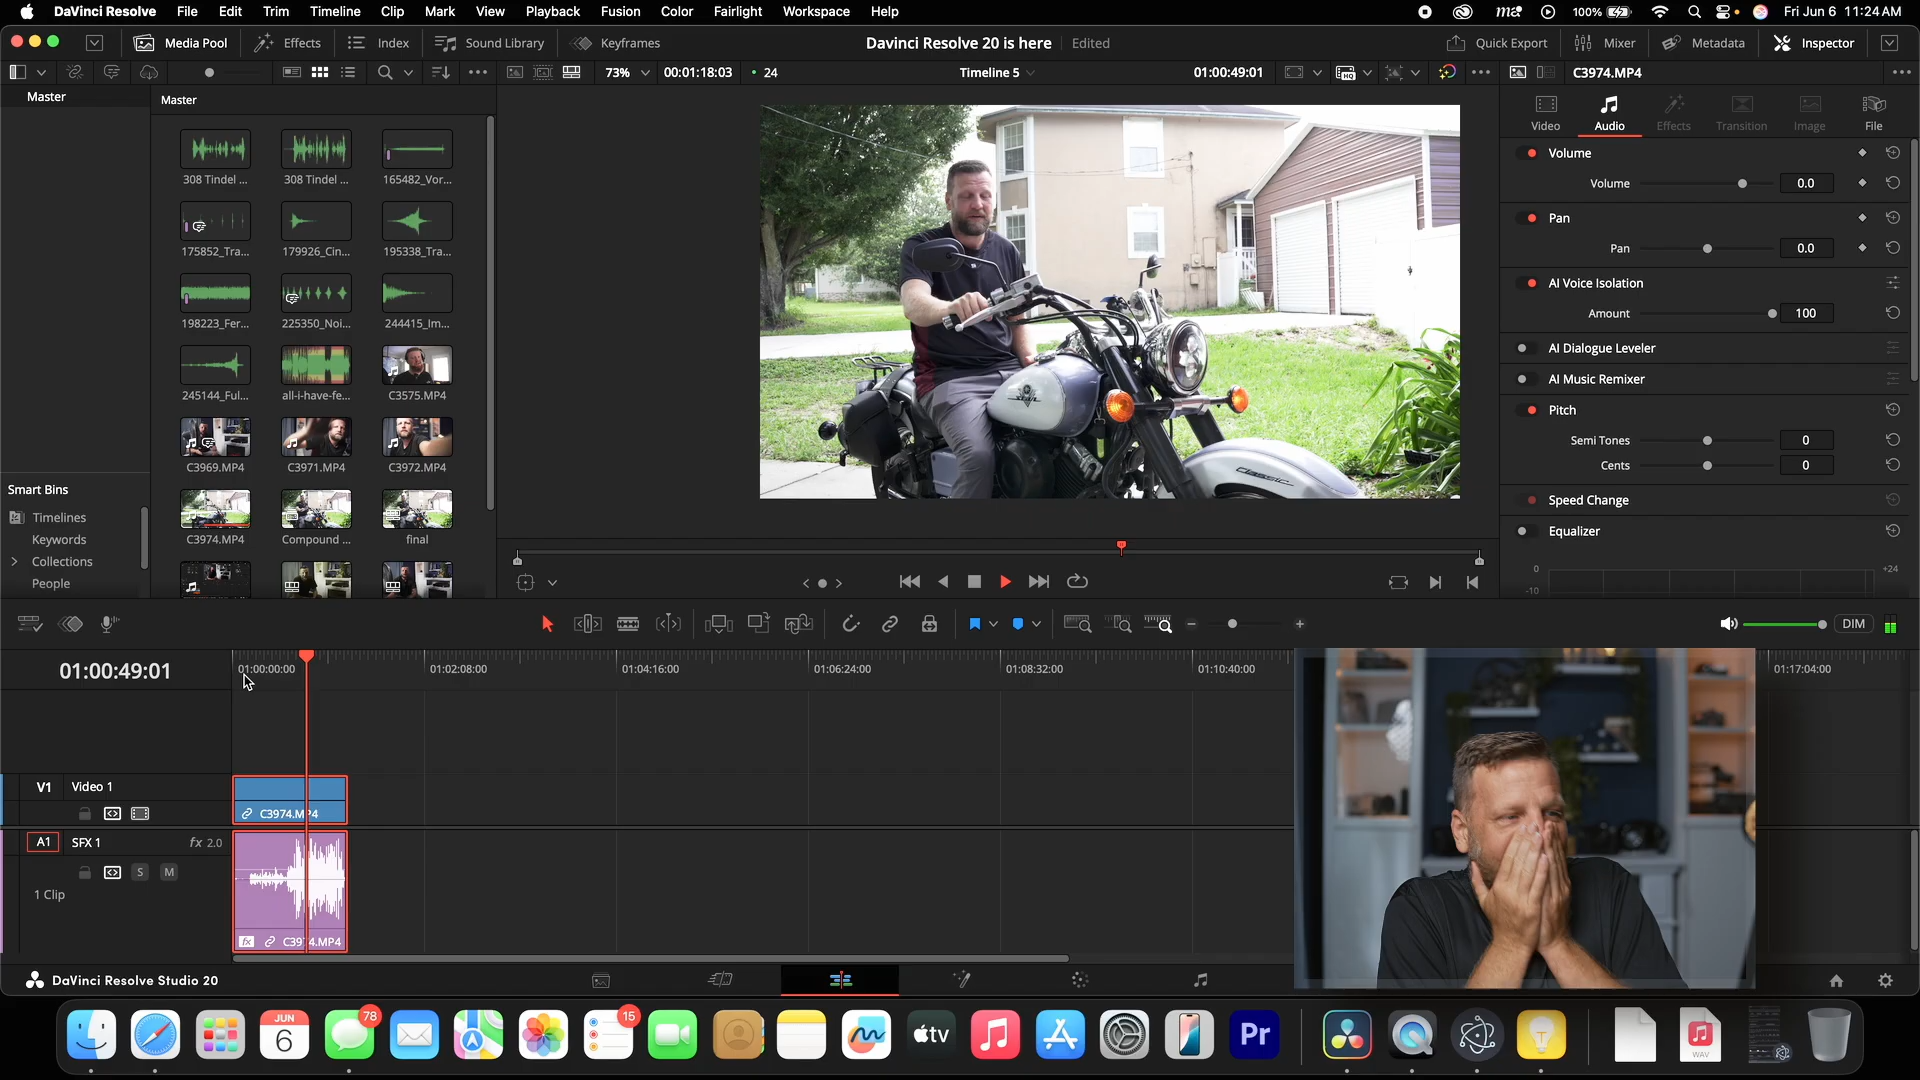 DaVinci Resolve File Edit Trim Timeline Clip Mark View Playback Fusion Color Fairlight Workspace Help 100% Fri Jun 6 11:24 AM
Media Pool Effects Index Sound Library Keyframes Davinci Resolve 20 is here Edited Quick Export Mixer Metadata Inspector
73% 00:01:18:03 24 Timeline 5 01:00:49:01 C3974.MP4
Master
Master
308 Tindel ... 308 Tindel ... 165482_Vor...
175852_Tra... 179926_Cin... 195338_Tra...
198223_Fer... 225350_Noi... 244415_Im...
245144_Ful... all-i-have-fe... C3575.MP4
C3969.MP4 C3971.MP4 C3972.MP4
C3974.MP4 Compound ... final
Smart Bins
Timelines
Keywords
Collections
People
Classic
Video Audio Effects Transition Image File
Volume
Volume 0.0
Pan
Pan 0.0
AI Voice Isolation
Amount 100
AI Dialogue Leveler
AI Music Remixer
Pitch
Semi Tones 0
Cents 0
Speed Change
Equalizer
0 +24
-10
DIM
01:00:49:01
01:00:00:00 01:02:08:00 01:04:16:00 01:06:24:00 01:08:32:00 01:10:40:00 01:17:04:00
V1 Video 1
C3974.MP4
A1 SFX 1 fx 2.0
S M
1 Clip
fx C3974.MP4
DaVinci Resolve Studio 20
JUN
6
78
15
tv
Pr
WAV